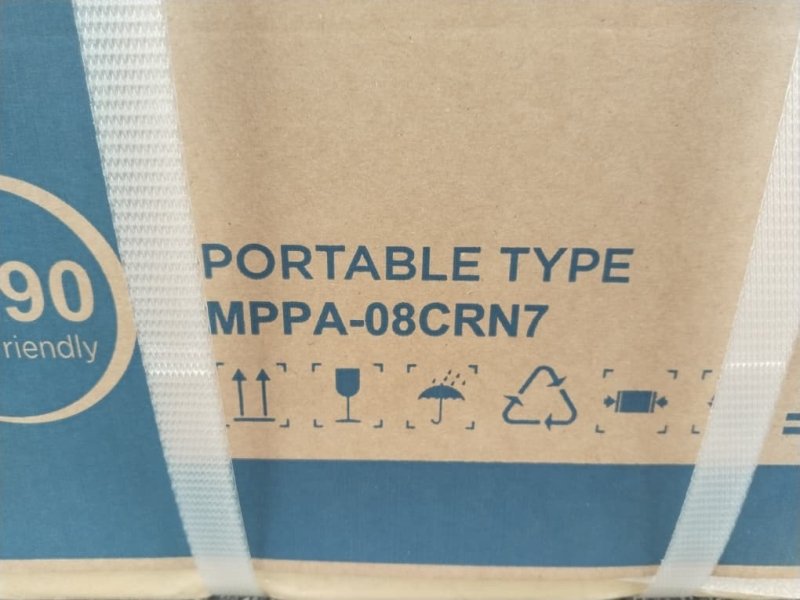 90
riendly
PORTABLE TYPE
MPPA-08CRN7